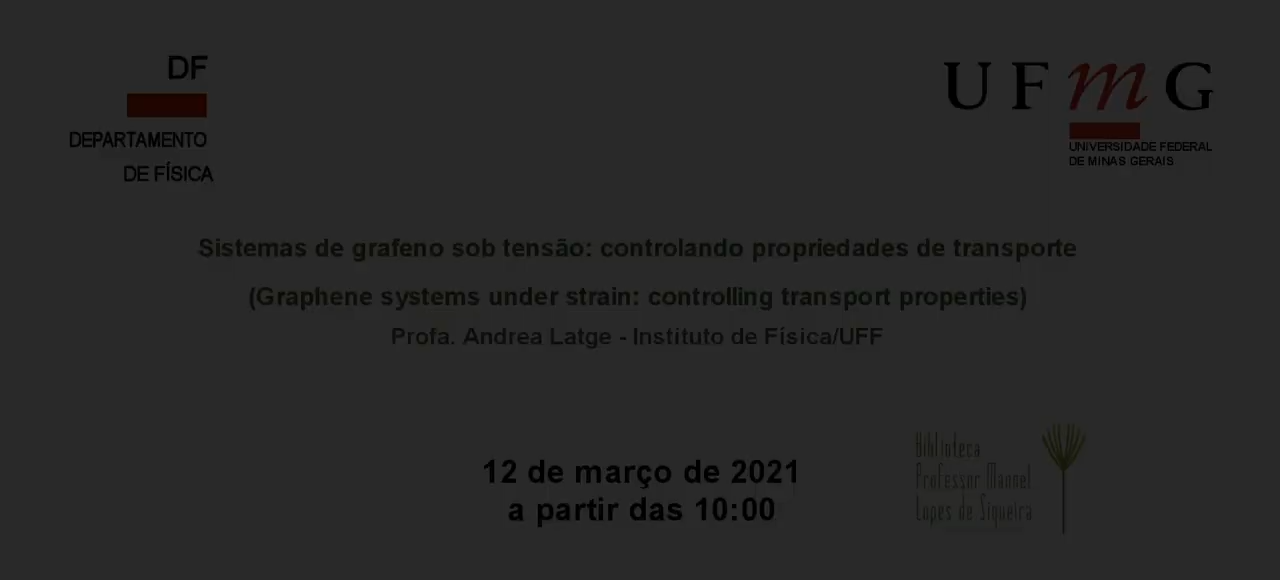 DF
DEPARTAMENTO
DE FÍSICA
UFmG
UNIVERSIDADE FEDERAL
DE MINAS GERAIS
Sistemas de grafeno sob tensão: controlando propriedades de transporte
(Graphene systems under strain: controlling transport properties)
Profa. Andrea Latge - Instituto de Física/UFF
12 de março de 2021
a partir das 10:00
Biblioteca
Professor Manoel
Lopes de Siqueira